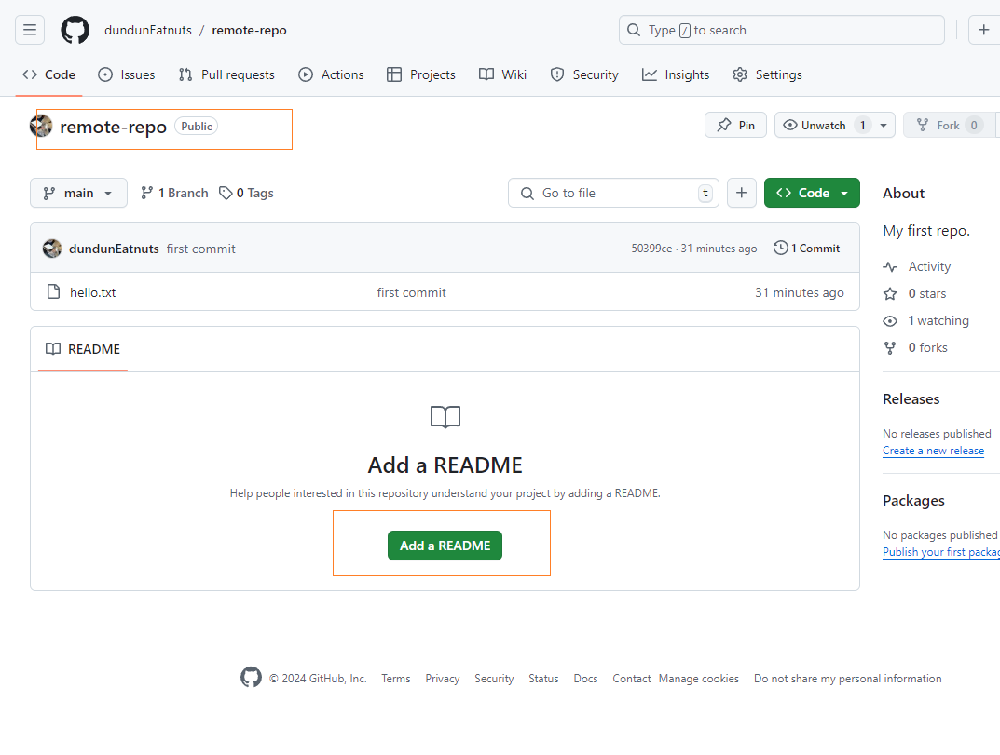 dundunEatnuts / remote-repo
Type / to search
Code Issues Pull requests Actions Projects Wiki Security Insights Settings
remote-repo Public
Pin Unwatch 1 Fork 0
main 1 Branch 0 Tags
Go to file t
Code
dundunEatnuts first commit 50399ce · 31 minutes ago 1 Commit
hello.txt first commit 31 minutes ago
README
Add a README
Help people interested in this repository understand your project by adding a README.
Add a README
About
My first repo.
Activity
0 stars
1 watching
0 forks
Releases
No releases published
Create a new release
Packages
No packages published
Publish your first packag
© 2024 GitHub, Inc. Terms Privacy Security Status Docs Contact Manage cookies Do not share my personal information